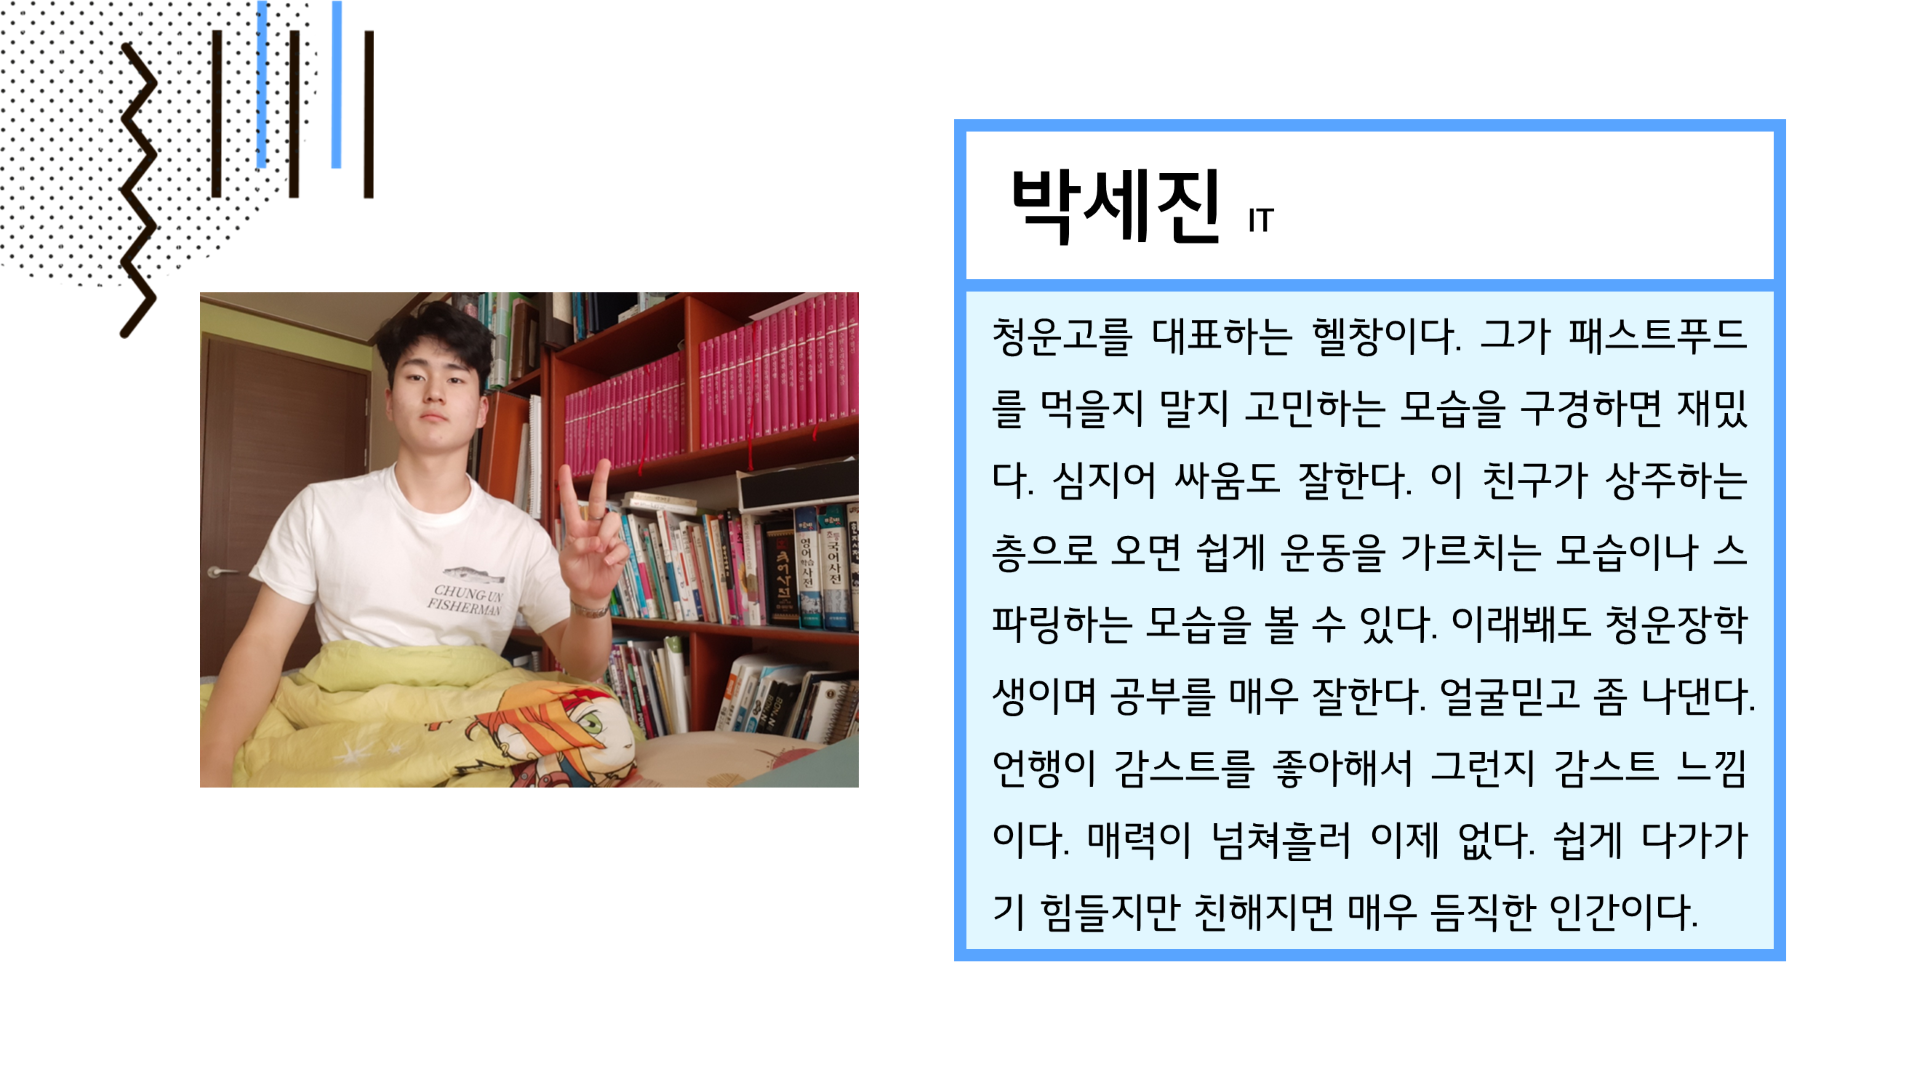 박세진 IT
청운고를 대표하는 헬창이다. 그가 패스트푸드
를 먹을지 말지 고민하는 모습을 구경하면 재밌
다. 심지어 싸움도 잘한다. 이 친구가 상주하는
층으로 오면 쉽게 운동을 가르치는 모습이나 스
파링하는 모습을 볼 수 있다. 이래봬도 청운장학
생이며 공부를 매우 잘한다. 얼굴믿고 좀 나댄다.
언행이 감스트를 좋아해서 그런지 감스트 느낌
이다. 매력이 넘쳐흘러 이제 없다. 쉽게 다가가
기 힘들지만 친해지면 매우 듬직한 인간이다.
CHUNG-UN
FISHERMAN
영어
학습
사전
국어사전